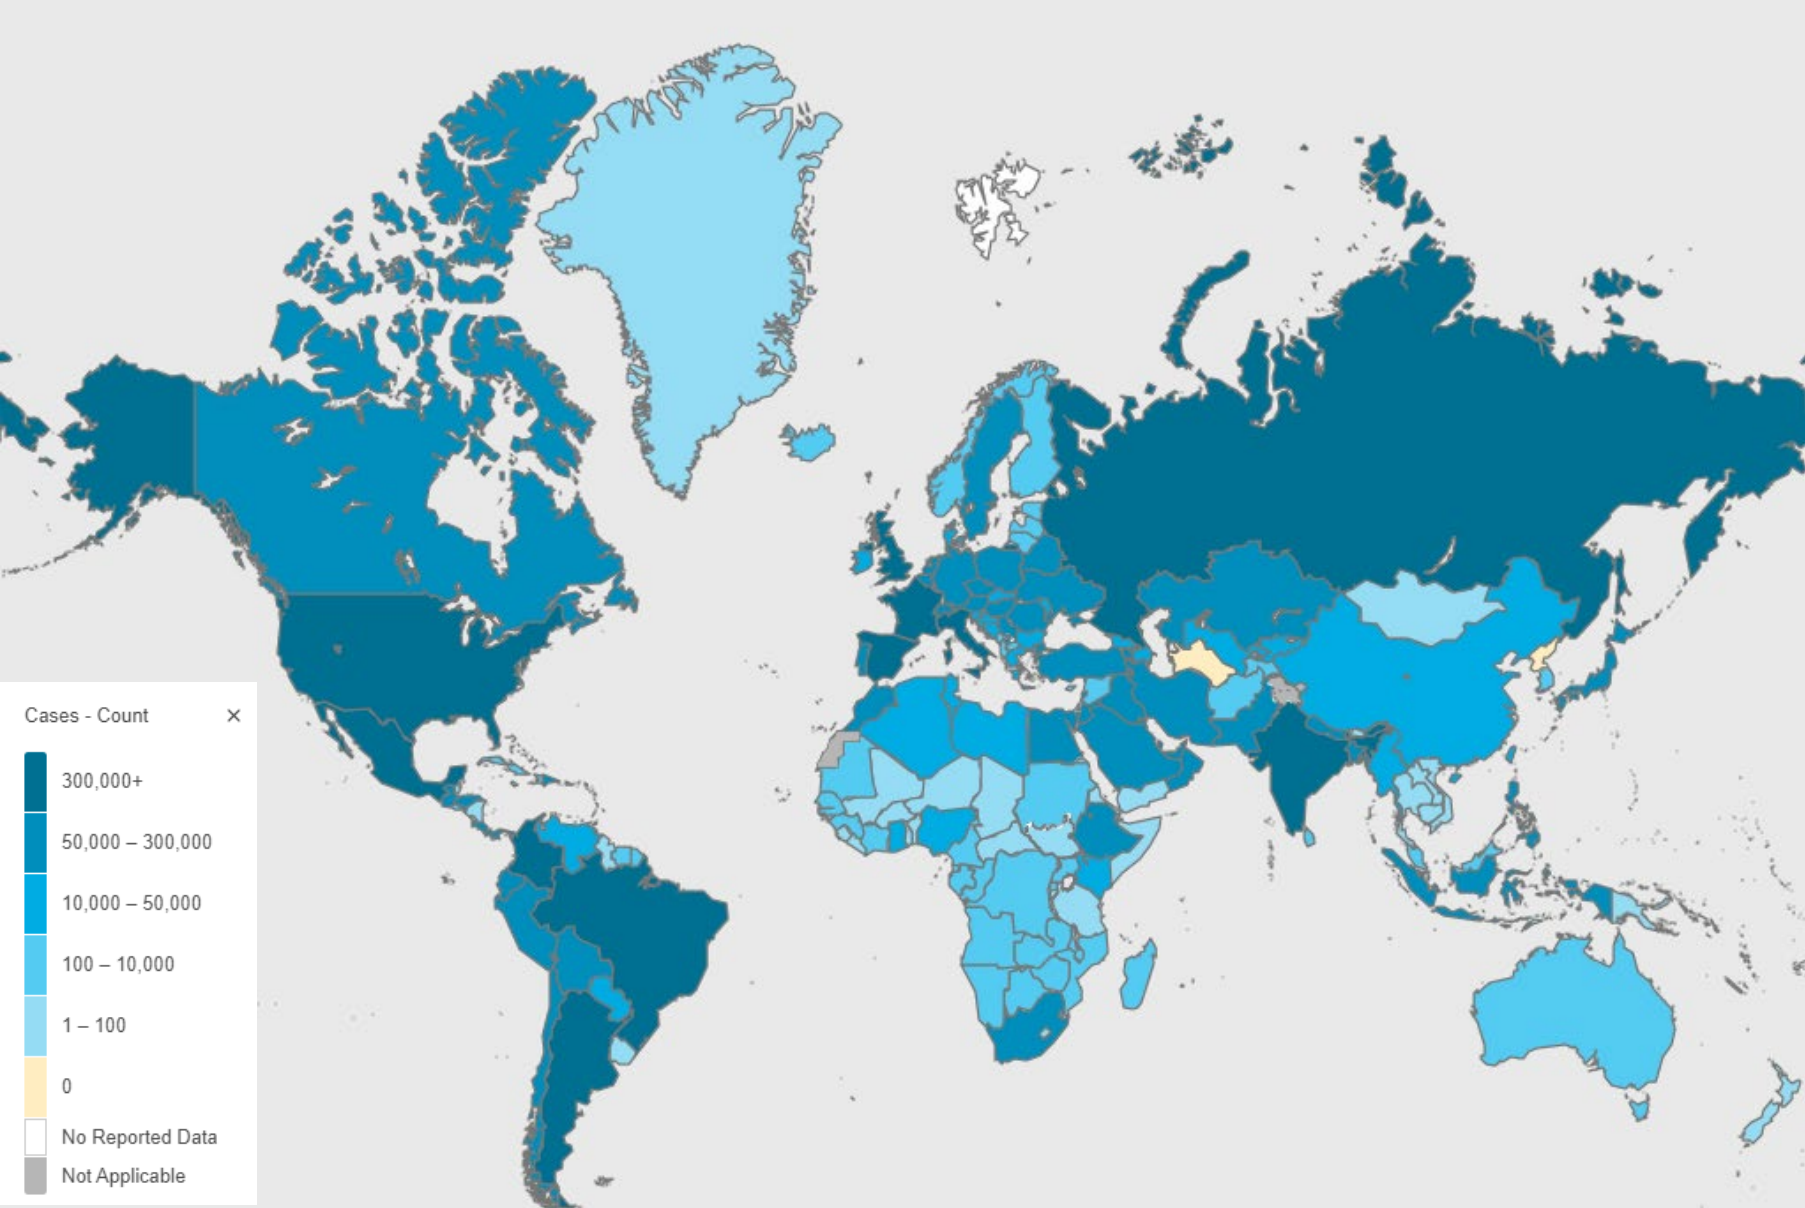 Cases - Count ×
300,000+
50,000 – 300,000
10,000 – 50,000
100 – 10,000
1 – 100
0
No Reported Data
Not Applicable